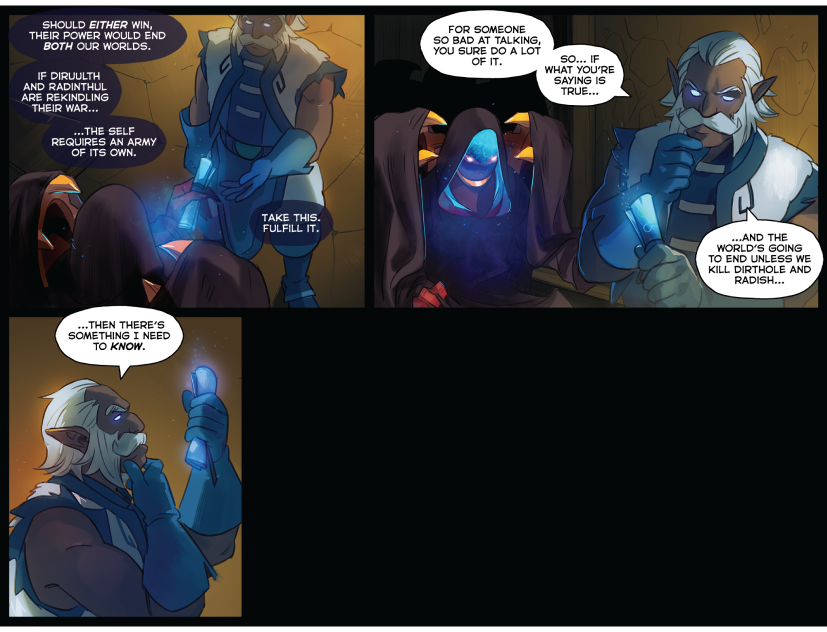 SHOULD EITHER WIN,
THEIR POWER WOULD END
BOTH OUR WORLDS.
IF DIRUULTH
AND RADINTHUL
ARE REKINDLING
THEIR WAR...
...THE SELF
REQUIRES AN ARMY
OF ITS OWN.
TAKE THIS.
FULFILL IT.
FOR SOMEONE
SO BAD AT TALKING,
YOU SURE DO A LOT
OF IT.
SO... IF
WHAT YOU'RE
SAYING IS
TRUE...
...AND THE
WORLD'S GOING
TO END UNLESS WE
KILL DIRTHOLE AND
RADISH...
...THEN THERE'S
SOMETHING I NEED
TO KNOW.